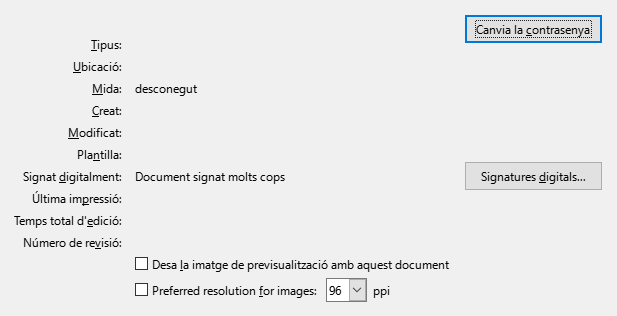 Canvia la contrasenya
Tipus:
Ubicació:
Mida: desconegut
Creat:
Modificat:
Plantilla:
Signat digitalment: Document signat molts cops Signatures digitals...
Última impressió:
Temps total d'edició:
Número de revisió:
Desa la imatge de previsualització amb aquest document
Preferred resolution for images: 96 ppi